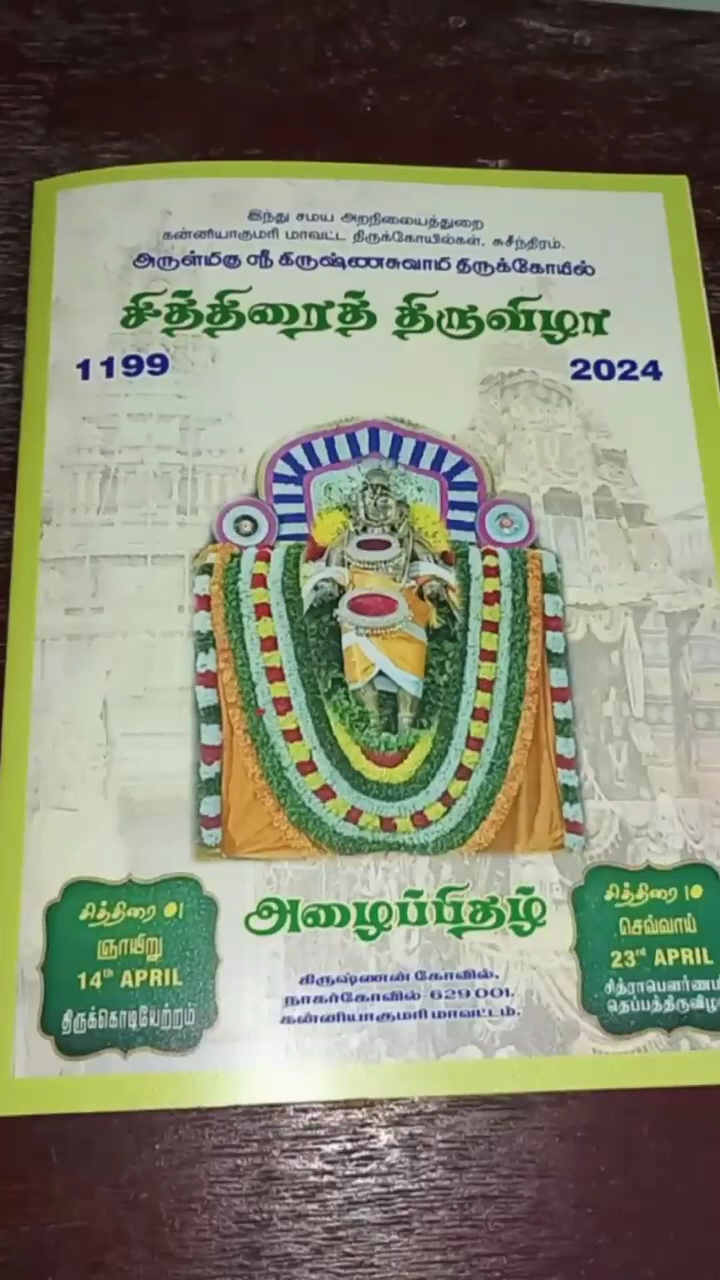 இந்து சமய அறநிலையத்துறை
கன்னியாகுமரி மாவட்ட திருக்கோயில்கள், சுசீந்திரம்.
அருள்மிகு ஸ்ரீ கிருஷ்ணசுவாமி திருக்கோயில்
சித்திரைத் திருவிழா
1199
2024
சித்திரை 01
ஞாயிறு
14th APRIL
திருக்கொடியேற்றம்
அழைப்பிதழ்
கிருஷ்ணன் கோவில்,
நாகர்கோவில் 629 001.
கன்னியாகுமரி மாவட்டம்.
சித்திரை 10
செவ்வாய்
23rd APRIL